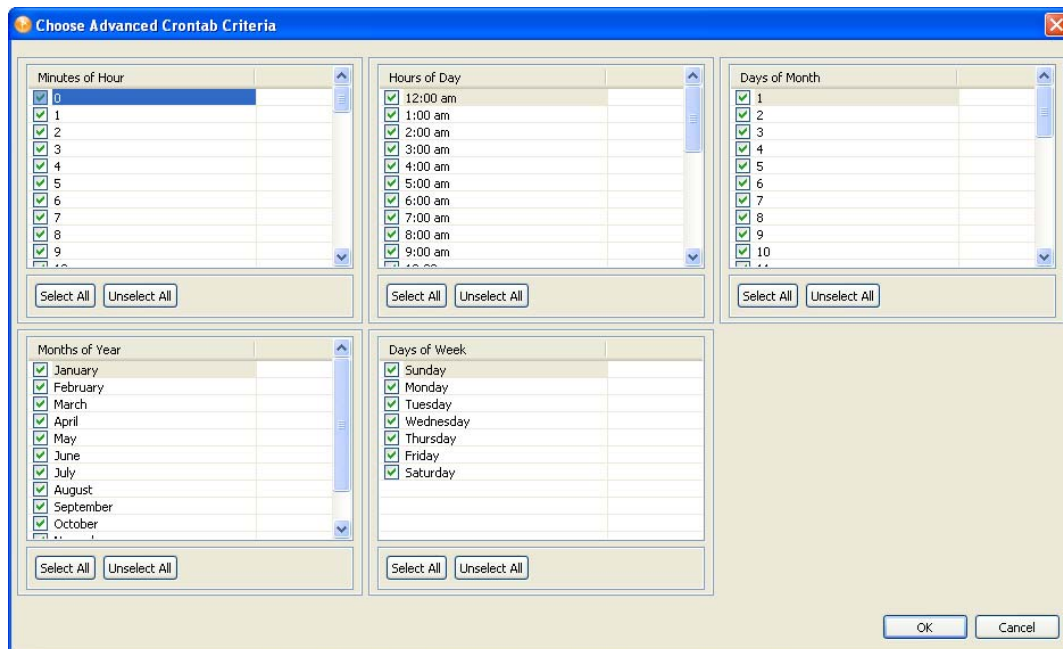 Choose Advanced Crontab Criteria
Minutes of Hour
0
1
2
3
4
5
6
7
8
9
Select All
Unselect All
Hours of Day
12:00 am
1:00 am
2:00 am
3:00 am
4:00 am
5:00 am
6:00 am
7:00 am
8:00 am
9:00 am
Select All
Unselect All
Days of Month
1
2
3
4
5
6
7
8
9
10
Select All
Unselect All
Months of Year
January
February
March
April
May
June
July
August
September
October
Select All
Unselect All
Days of Week
Sunday
Monday
Tuesday
Wednesday
Thursday
Friday
Saturday
Select All
Unselect All
OK
Cancel